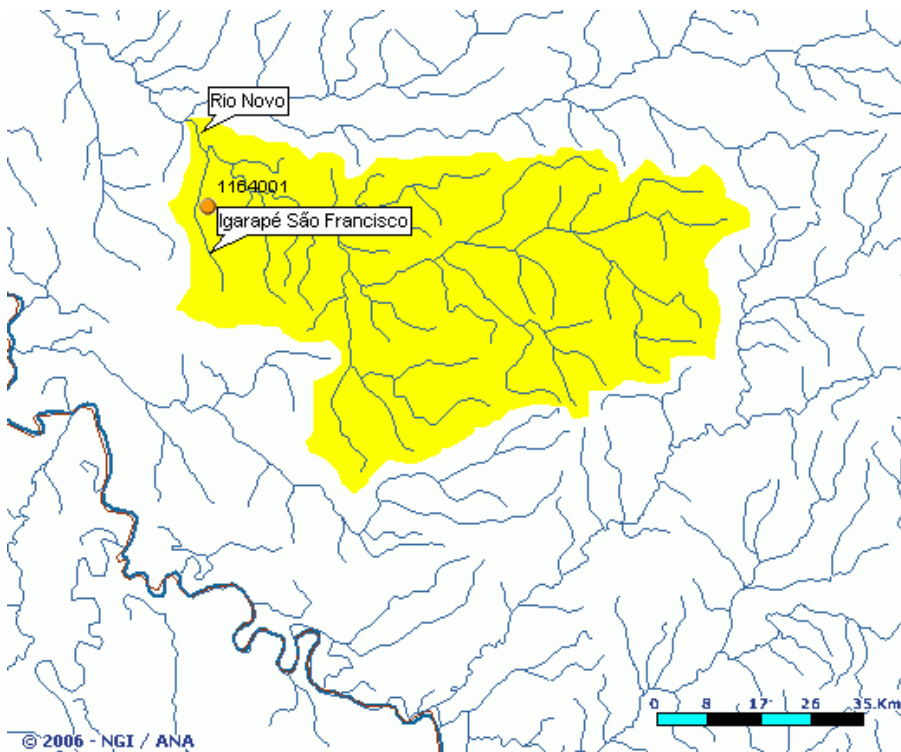 Rio Novo
1164001
Igarapé São Francisco
0 8 17 26 35.Km
© 2006 - NGI / ANA